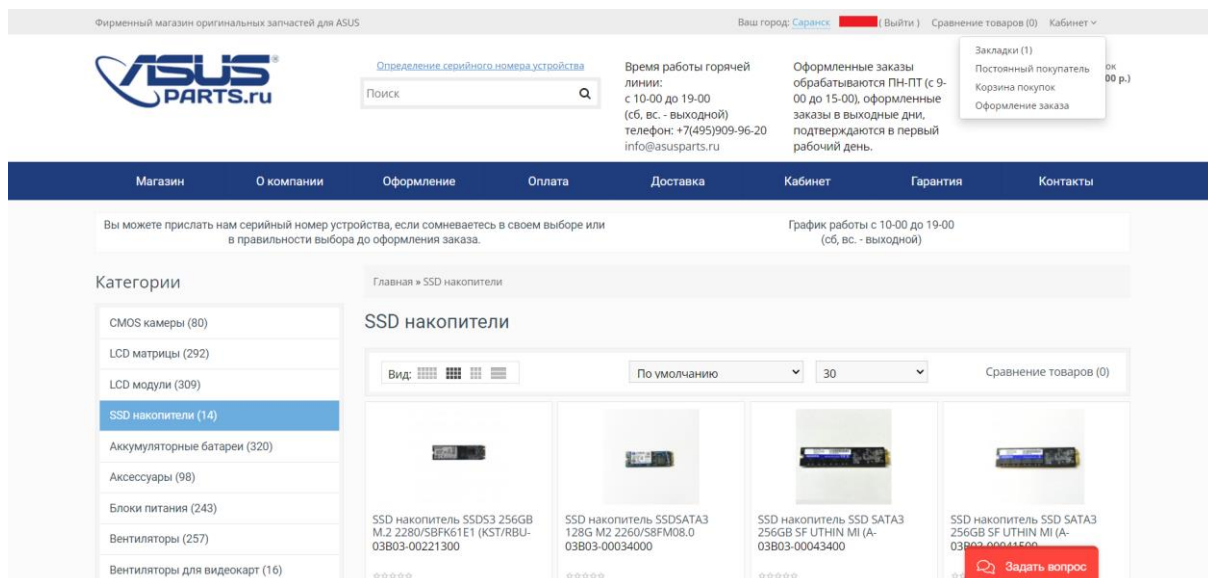 Фирменный магазин оригинальных запчастей для ASUS
Ваш город: Саранск ( Выйти ) Сравнение товаров (0) Кабинет
Закладки (1)
Постоянный покупатель
Корзина покупок
Оформление заказа
ок
00 р.)
ASUS®
PARTS.ru
Определение серийного номера устройства
Поиск
Время работы горячей
линии:
с 10-00 до 19-00
(сб, вс. - выходной)
телефон: +7(495)909-96-20
info@asusparts.ru
Оформленные заказы
обрабатываются ПН-ПТ (с 9-
00 до 15-00), оформленные
заказы в выходные дни,
подтверждаются в первый
рабочий день.
Магазин О компании Оформление Оплата Доставка Кабинет Гарантия Контакты
Вы можете прислать нам серийный номер устройства, если сомневаетесь в своем выборе или
в правильности выбора до оформления заказа.
График работы с 10-00 до 19-00
(сб, вс. - выходной)
Категории
CMOS камеры (80)
LCD матрицы (292)
LCD модули (309)
SSD накопители (14)
Аккумуляторные батареи (320)
Аксессуары (98)
Блоки питания (243)
Вентиляторы (257)
Вентиляторы для видеокарт (16)
Главная » SSD накопители
SSD накопители
Вид: По умолчанию 30 Сравнение товаров (0)
SSD накопитель SSDS3 256GB
M.2 2280/SBFK61E1 (KST/RBU-
03B03-00221300
SSD накопитель SSDSATA3
128G M2 2260/S8FM08.0
03B03-00034000
SSD накопитель SSD SATA3
256GB SF UTHIN MI (A-
03B03-00043400
SSD накопитель SSD SATA3
256GB SF UTHIN MI (A-
Задать вопрос